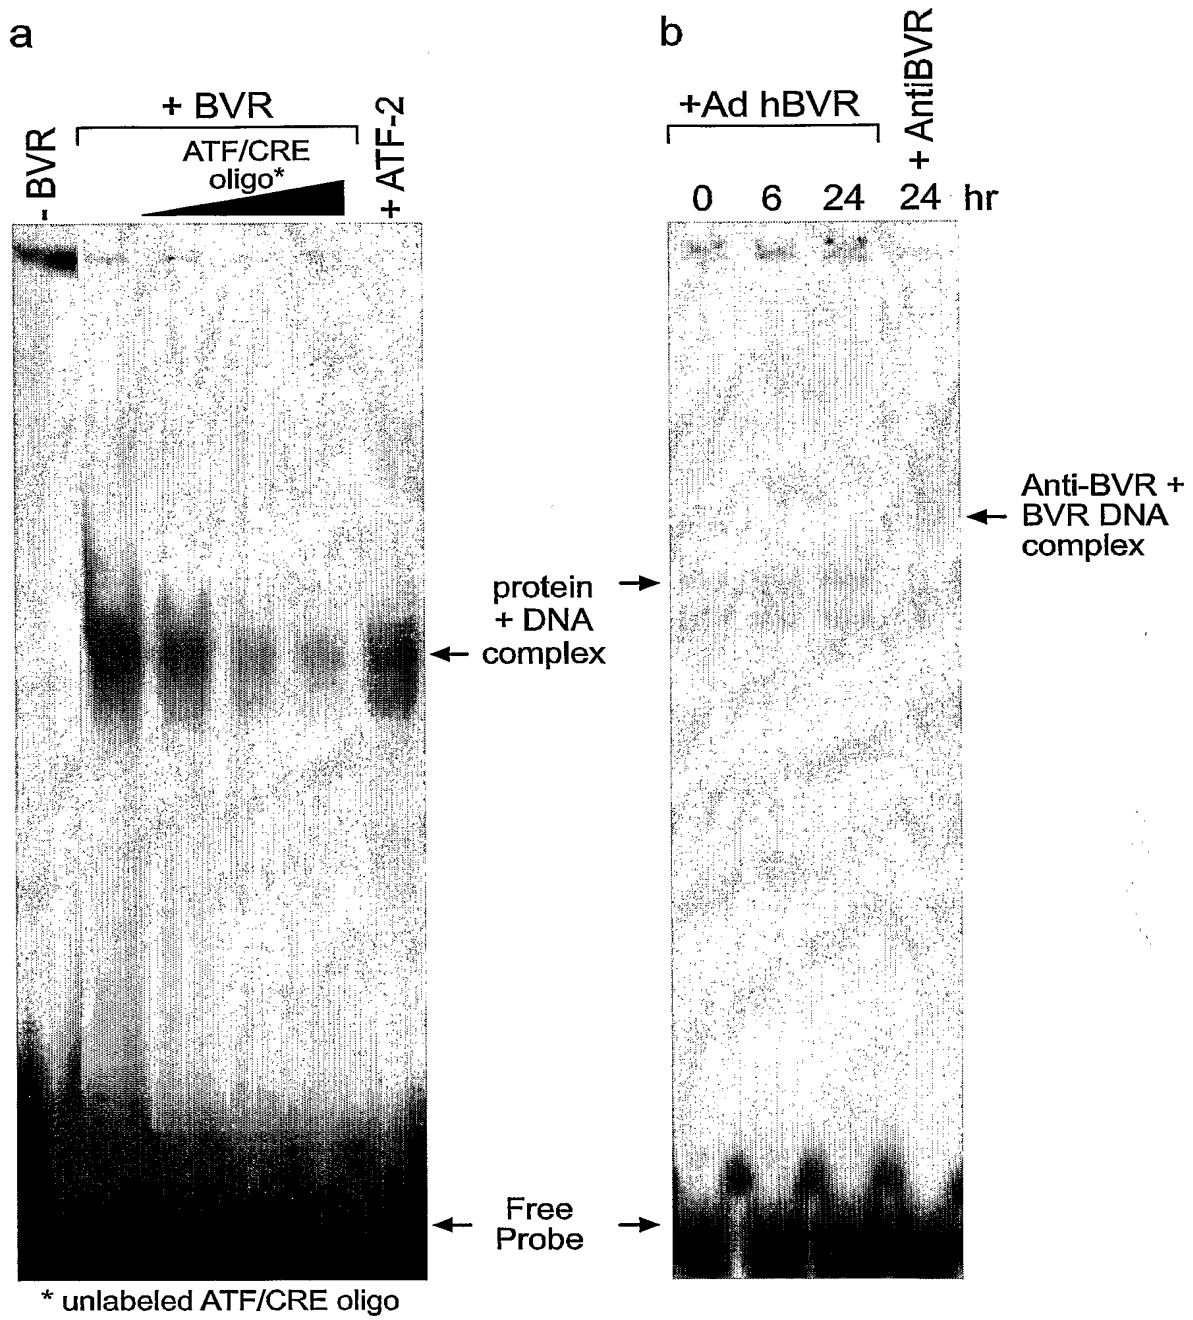 a
- BVR
+ BVR
ATF/CRE
oligo*
+ ATF-2
b
+Ad hBVR
+ AntiBVR
0 6 24 24 hr
Anti-BVR +
BVR DNA
complex
protein
+ DNA
complex
Free
Probe
* unlabeled ATF/CRE oligo